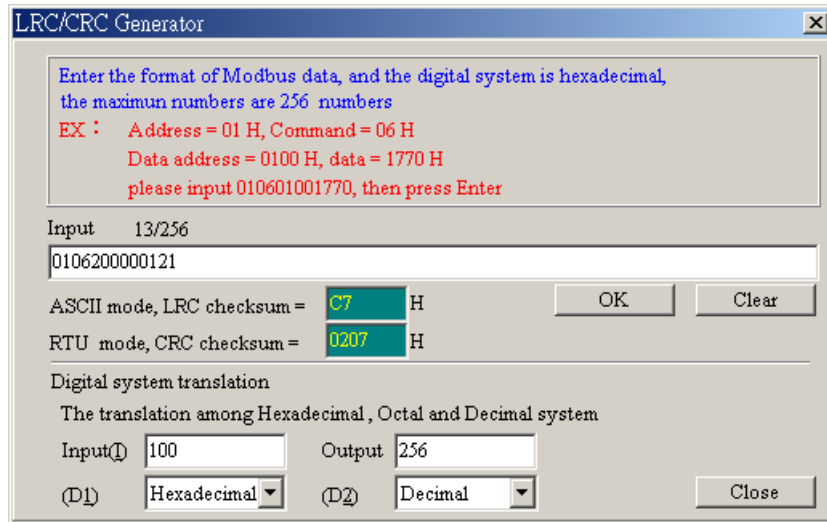 LRC/CRC Generator
Enter the format of Modbus data, and the digital system is hexadecimal,
the maximun numbers are 256 numbers
EX： Address = 01 H, Command = 06 H
Data address = 0100 H, data = 1770 H
please input 010601001770, then press Enter
Input 13/256
0106200000121
ASCII mode, LRC checksum = C7 H OK Clear
RTU mode, CRC checksum = 0207 H
Digital system translation
The translation among Hexadecimal , Octal and Decimal system
Input(I) 100 Output 256
(D1) Hexadecimal (D2) Decimal Close